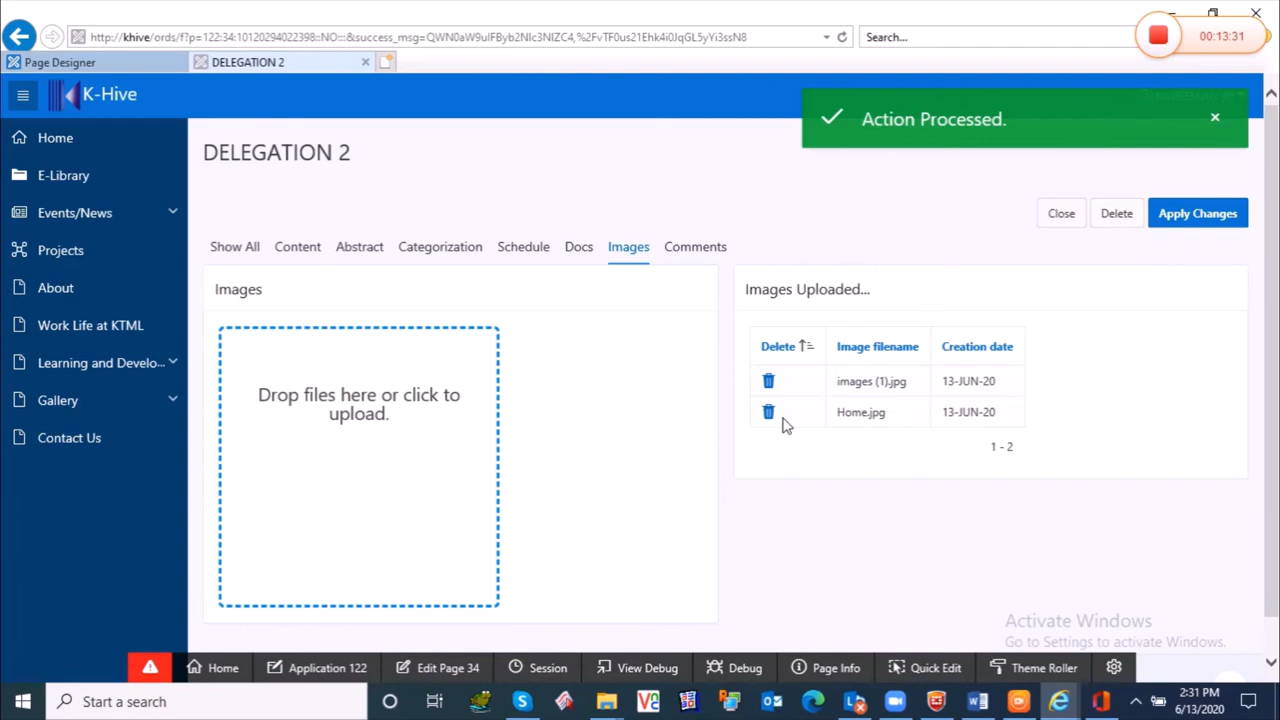 http://khive/ords/f?p=122:34:10120294022398::NO:::&success_msg=QWN0aW9uIFByb2Nlc3NlZC4,%2FvTF0us21Ehk4i0JqGL5yYi3ssN8
Search...
00:13:31
Page Designer
DELEGATION 2
K-Hive
Action Processed.
Home
E-Library
Events/News
Projects
About
Work Life at KTML
Learning and Develo...
Gallery
Contact Us
DELEGATION 2
Close
Delete
Apply Changes
Show All
Content
Abstract
Categorization
Schedule
Docs
Images
Comments
Images
Drop files here or click to
upload.
Images Uploaded...
Delete
Image filename
Creation date
images (1).jpg
13-JUN-20
Home.jpg
13-JUN-20
1 - 2
Activate Windows
Go to Settings to activate Windows.
Home
Application 122
Edit Page 34
Session
View Debug
Debug
Page Info
Quick Edit
Theme Roller
Start a search
2:31 PM
6/13/2020